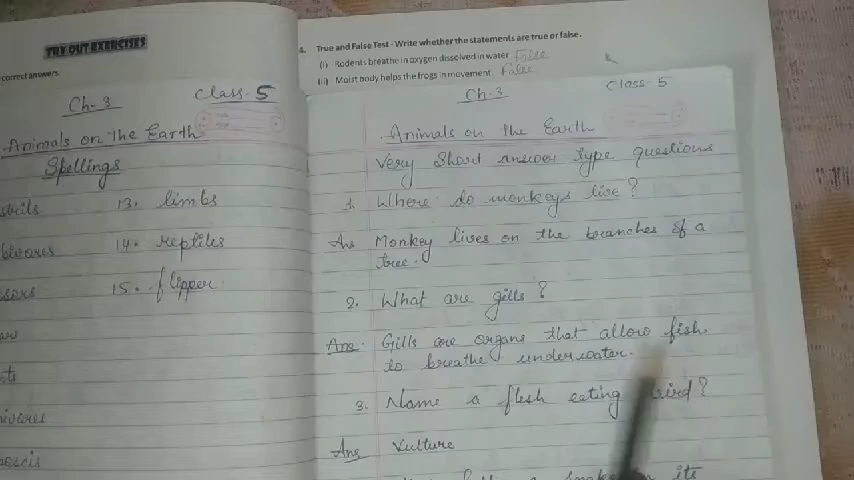 TRY OUT EXERCISES
correct answers.
4. True and False Test - Write whether the statements are true or false.
(i) Rodents breathe in oxygen dissolved in water. False
(ii) Moist body helps the frogs in movement. False
Ch-3 Class-5
Animals on the Earth
Spellings
13. limbs
14. reptiles
15. flipper
Ch-3 Class-5
Animals on the Earth
Very Short answer type questions
1. Where do monkeys live?
Ans Monkey lives on the branches of a
tree.
2. What are gills?
Ans. Gills are organs that allow fish
to breathe underwater.
3. Name a flesh eating bird?
Ans Vulture
its